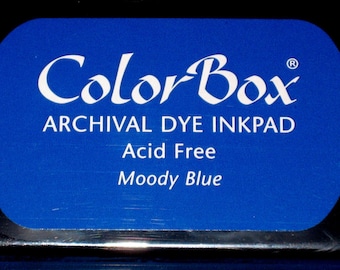 ColorBox®
ARCHIVAL DYE INKPAD
Acid Free
Moody Blue